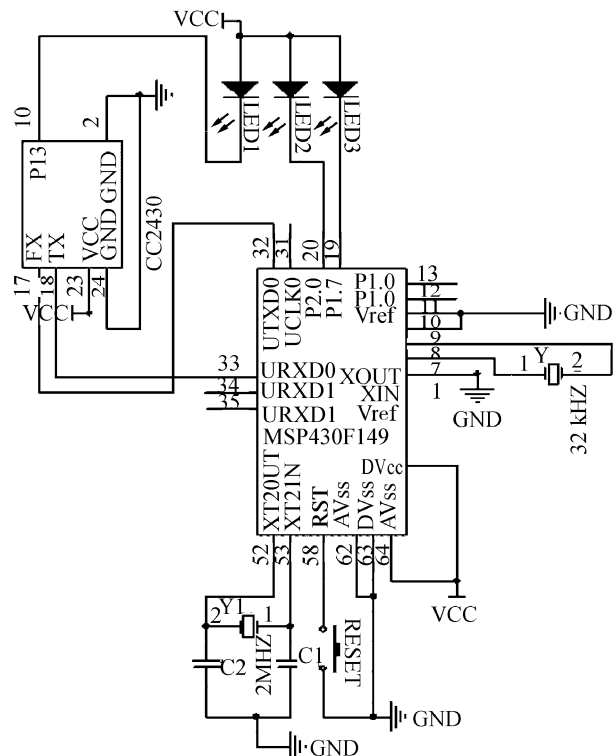 VCC
LED1
LED2
LED3
10
2
P13
GND
FX
TX
VCC
GND
CC2430
17
18
23
24
VCC
32
31
20
19
UTXD0
UCLK0
P2.0
P1.7
P1.0
13
P1.0
12
Vref
11
10
GND
9
8
7
1
Y
2
32 kHZ
33
URXD0
34
URXD1
35
URXD1
XOUT
XIN
Vref
1
GND
MSP430F149
DVcc
XT20UT
XT21N
RST
AVss
DVss
AVss
52
53
58
62
63
64
VCC
2
Y1
1
2MHZ
C2
C1
RESET
GND
GND